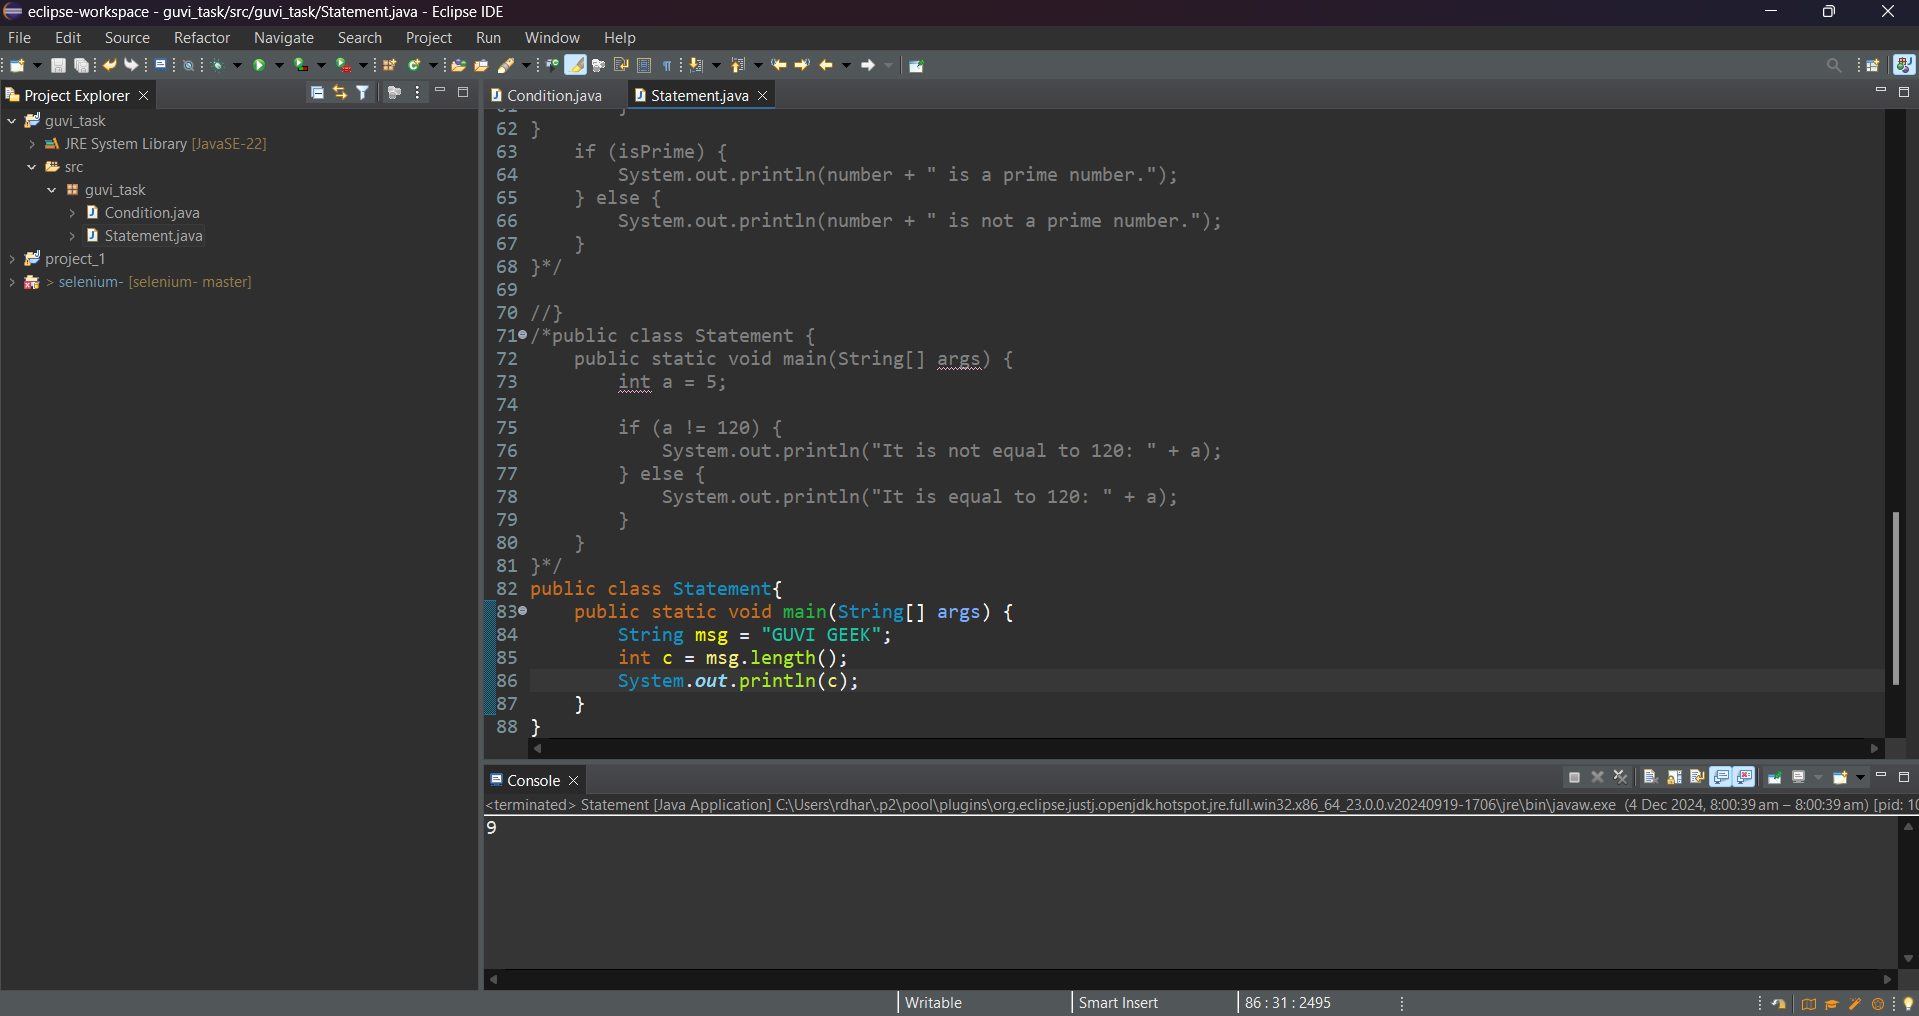 eclipse-workspace - guvi_task/src/guvi_task/Statement.java - Eclipse IDE
File Edit Source Refactor Navigate Search Project Run Window Help
Project Explorer
guvi_task
JRE System Library [JavaSE-22]
src
guvi_task
Condition.java
Statement.java
project_1
> selenium- [selenium- master]
Condition.java Statement.java
62 }
63 if (isPrime) {
64 System.out.println(number + " is a prime number.");
65 } else {
66 System.out.println(number + " is not a prime number.");
67 }
68 }*/
69
70 //}
71 /*public class Statement {
72 public static void main(String[] args) {
73 int a = 5;
74
75 if (a != 120) {
76 System.out.println("It is not equal to 120: " + a);
77 } else {
78 System.out.println("It is equal to 120: " + a);
79 }
80 }
81 }*/
82 public class Statement{
83 public static void main(String[] args) {
84 String msg = "GUVI GEEK";
85 int c = msg.length();
86 System.out.println(c);
87 }
88 }
Console
<terminated> Statement [Java Application] C:\Users\rdhar\.p2\pool\plugins\org.eclipse.justj.openjdk.hotspot.jre.full.win32.x86_64_23.0.0.v20240919-1706\jre\bin\javaw.exe (4 Dec 2024, 8:00:39 am – 8:00:39 am) [pid: 10
9
Writable Smart Insert 86 : 31 : 2495